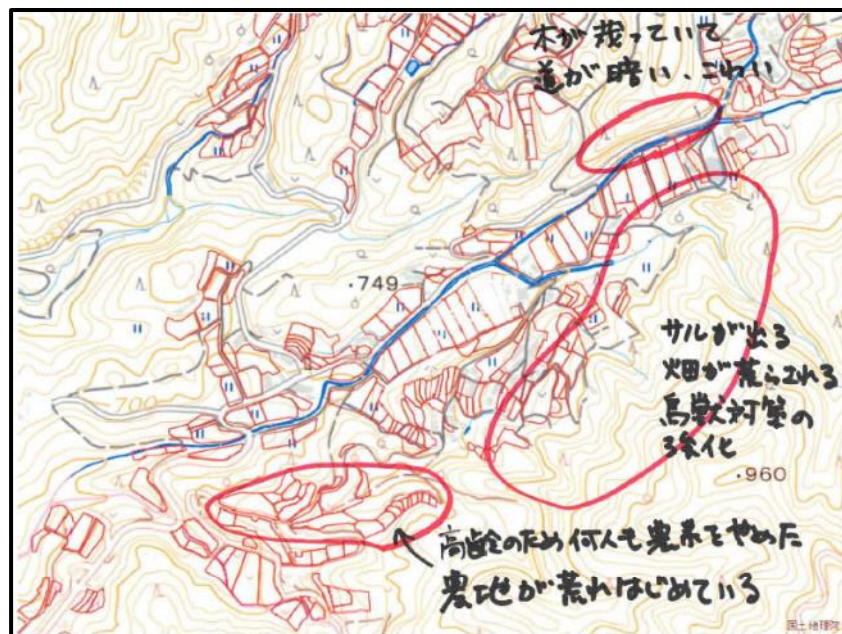 木が残っていて
道が暗い、こわい
・749
700
サルが出る
畑が荒らされる
鳥獣対策の
強化
・960
高齢のため何人も農業をやめた
農地が荒れはじめている
国土地理院